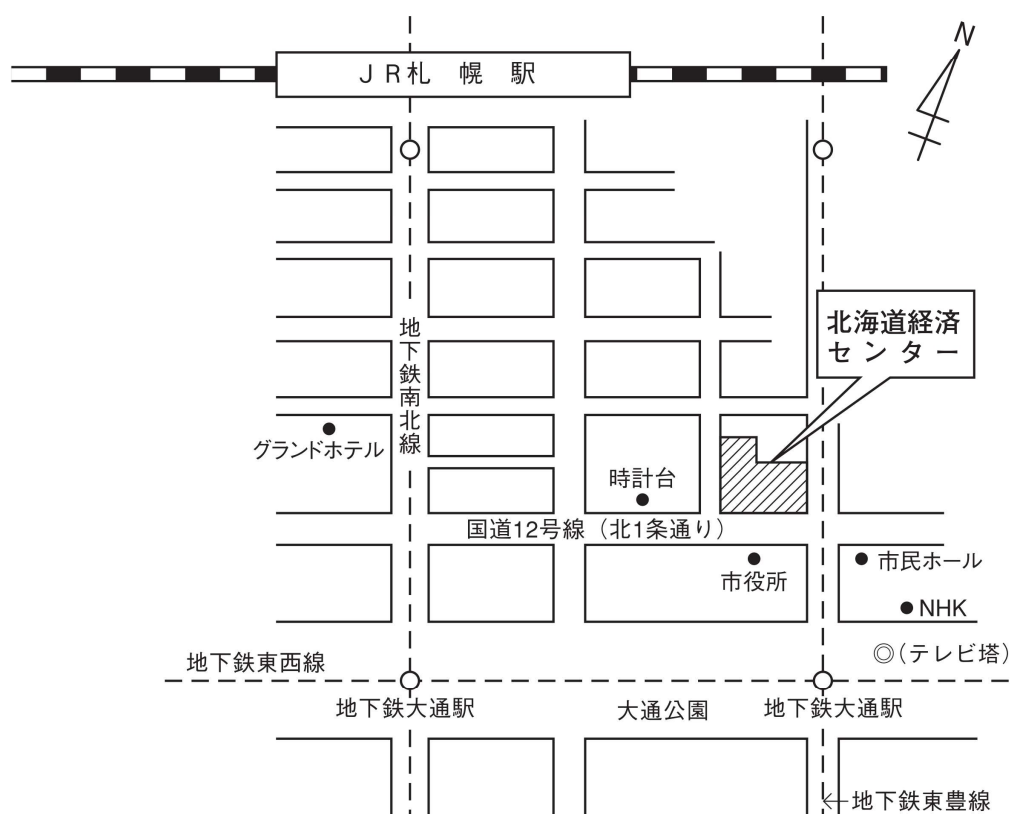 N
JR札幌駅
地下鉄南北線
北海道経済
センター
グランドホテル
時計台
国道12号線（北1条通り）
市役所
市民ホール
NHK
◎(テレビ塔)
地下鉄東西線
地下鉄大通駅
大通公園
地下鉄大通駅
←地下鉄東豊線